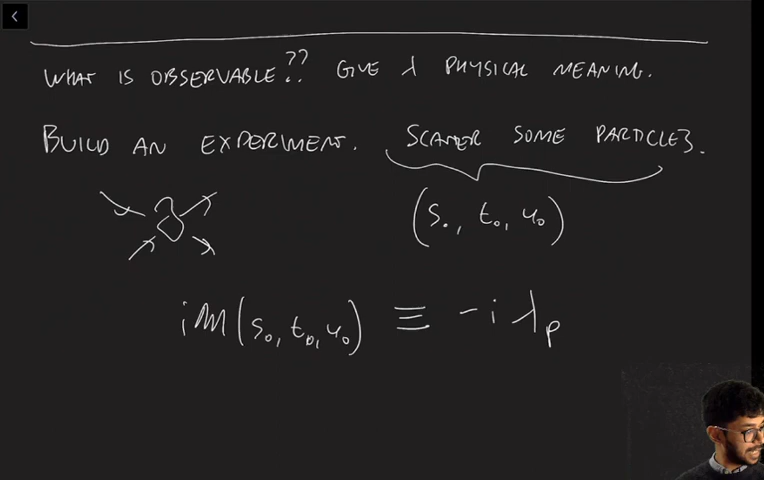 WHAT IS OBSERVABLE?? GIVE λ PHYSICAL MEANING.
BUILD AN EXPERIMENT. SCATTER SOME PARTICLES.
(s₀, t₀, u₀)
iM(s₀, t₀, u₀) ≡ -i λ_P